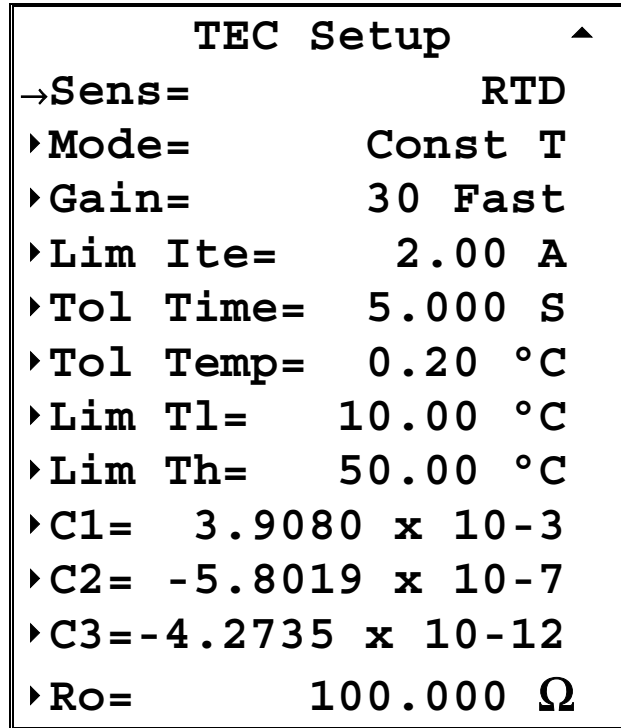 TEC Setup
→Sens= RTD
Mode= Const T
Gain= 30 Fast
Lim Ite= 2.00 A
Tol Time= 5.000 S
Tol Temp= 0.20 °C
Lim Tl= 10.00 °C
Lim Th= 50.00 °C
C1= 3.9080 x 10-3
C2= -5.8019 x 10-7
C3=-4.2735 x 10-12
Ro= 100.000 Ω